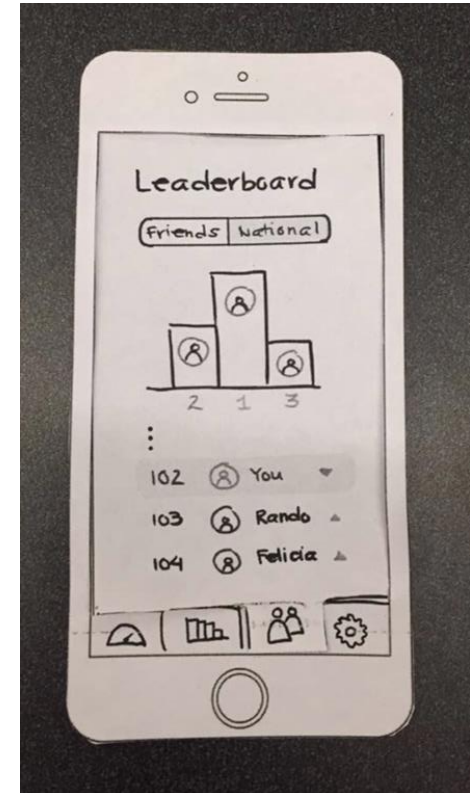 Leaderboard
Friends National
2 1 3
102 You
103 Rando
104 Felicia